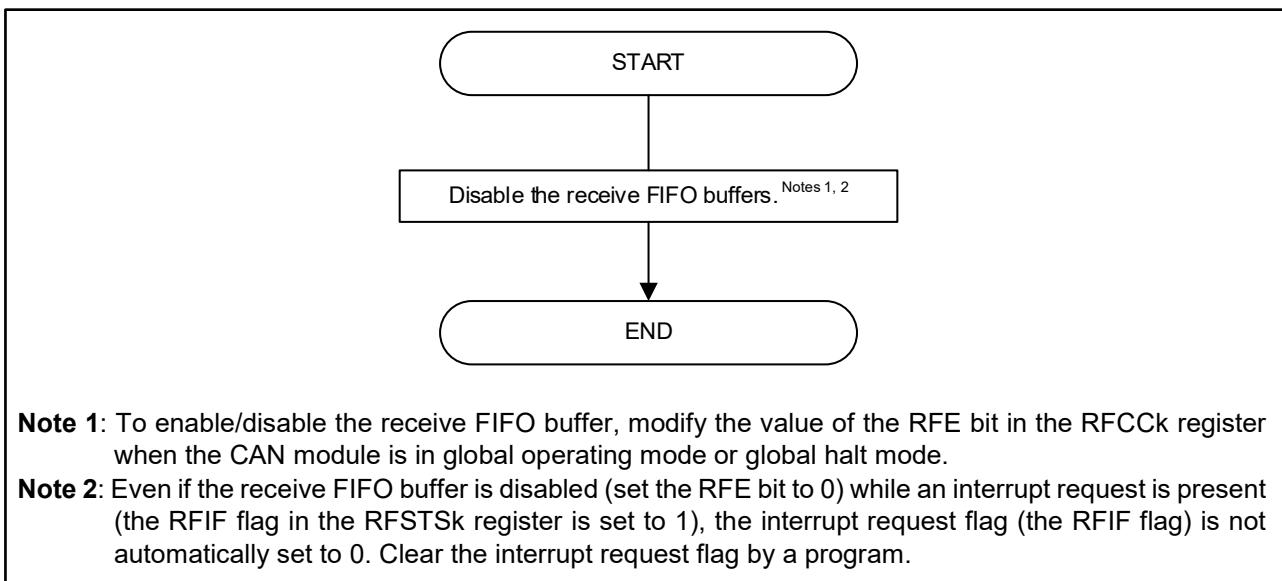 START
Disable the receive FIFO buffers. Notes 1, 2
END
Note 1: To enable/disable the receive FIFO buffer, modify the value of the RFE bit in the RFCCk register
when the CAN module is in global operating mode or global halt mode.
Note 2: Even if the receive FIFO buffer is disabled (set the RFE bit to 0) while an interrupt request is present
(the RFIF flag in the RFSTSk register is set to 1), the interrupt request flag (the RFIF flag) is not
automatically set to 0. Clear the interrupt request flag by a program.